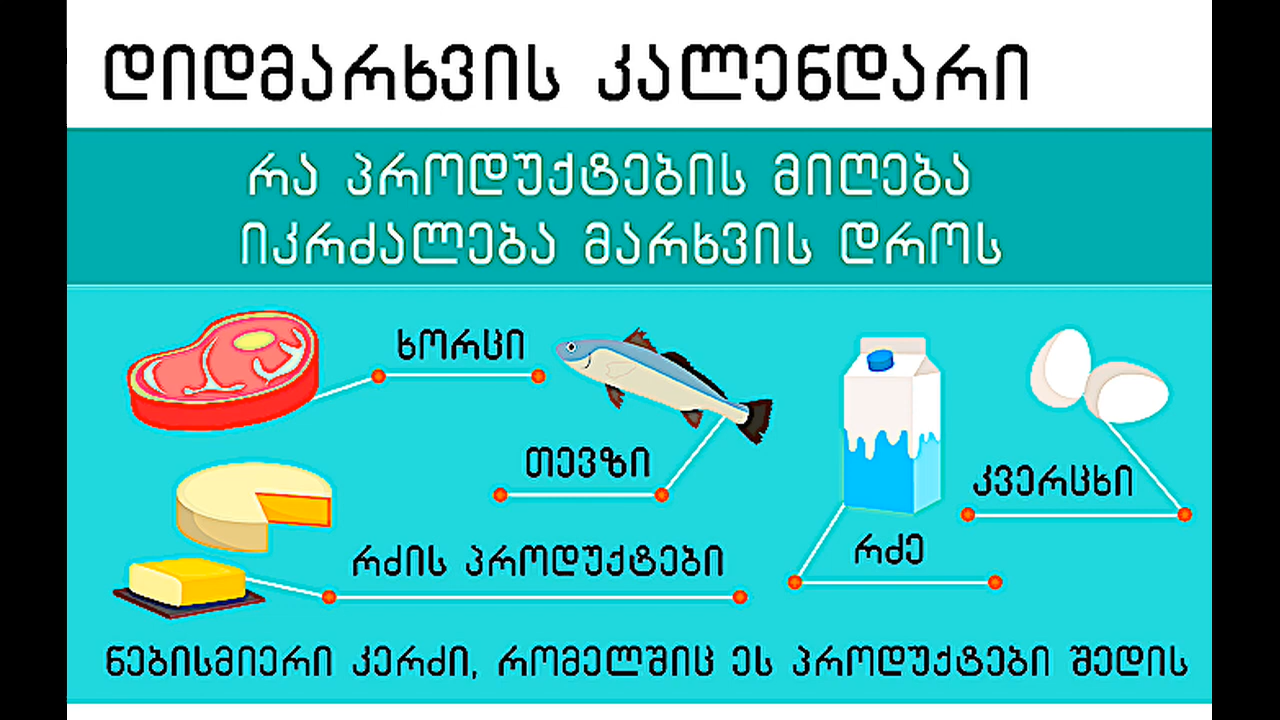 დიდმარხვის კალენდარი
რა პროდუქტების მიღება
იკრძალება მარხვის დროს
ხორცი
თევზი
კვერცხი
რძე
რძის პროდუქტები
ნებისმიერი კერძი, რომელშიც ეს პროდუქტები შედის